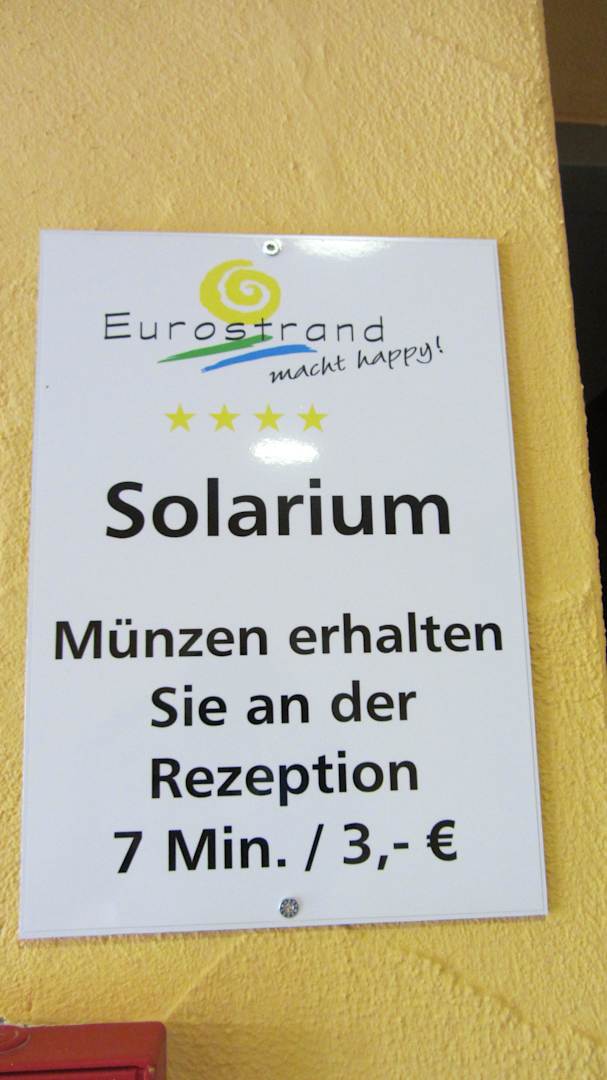 Eurostrand
macht happy!
Solarium
Münzen erhalten
Sie an der
Rezeption
7 Min. / 3,- €